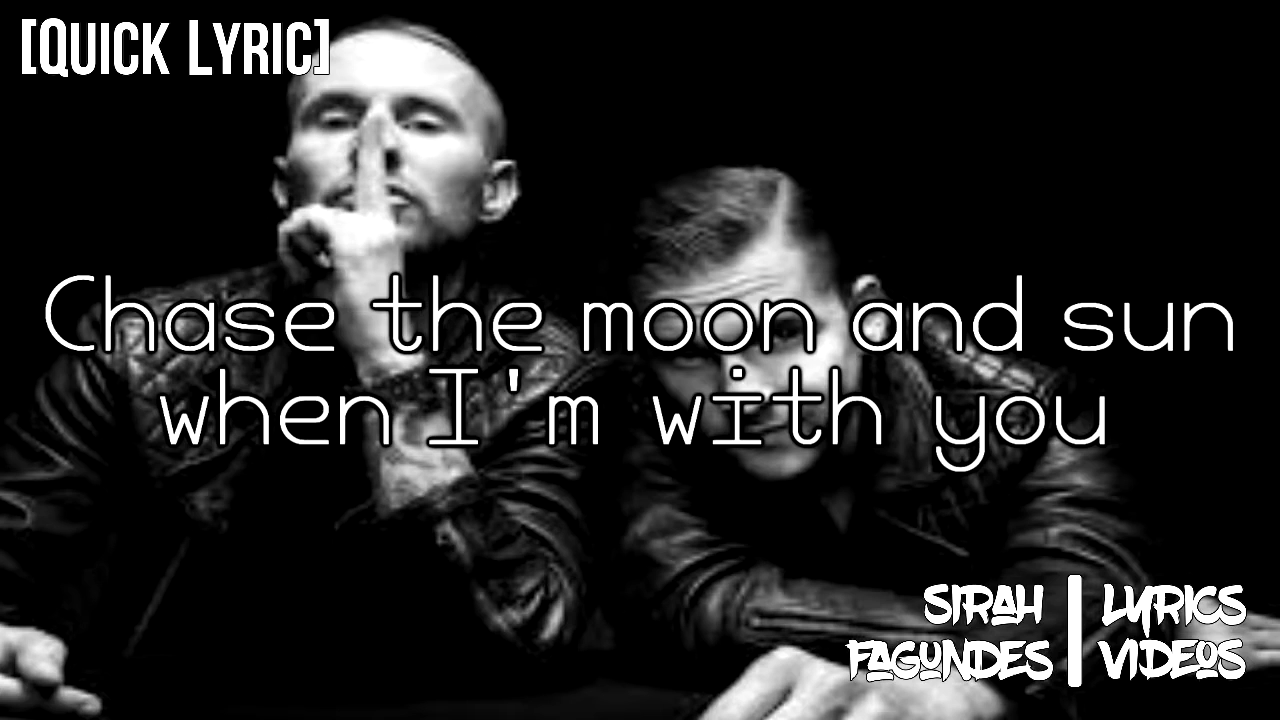 [QUICK LYRIC]
Chase the moon and sun
when I'm with you
SIRAH | LYRICS
FAGUNDES | VIDEOS